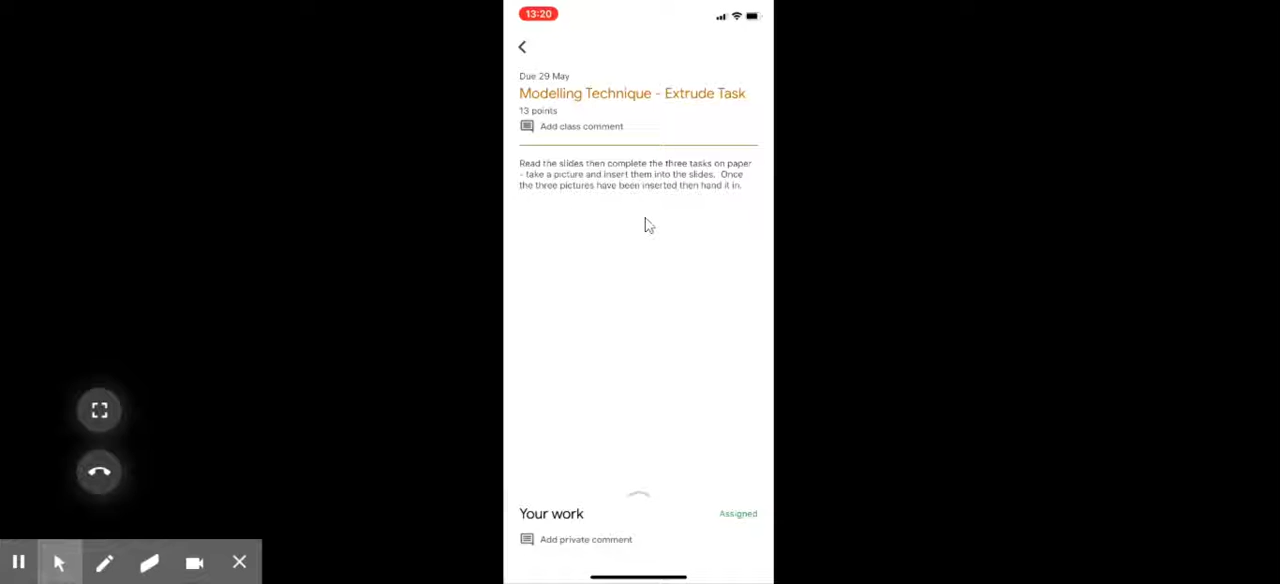 13:20
Due 29 May
Modelling Technique - Extrude Task
13 points
Add class comment
Read the slides then complete the three tasks on paper
- take a picture and insert them into the slides. Once
the three pictures have been inserted then hand it in.
Your work
Assigned
Add private comment